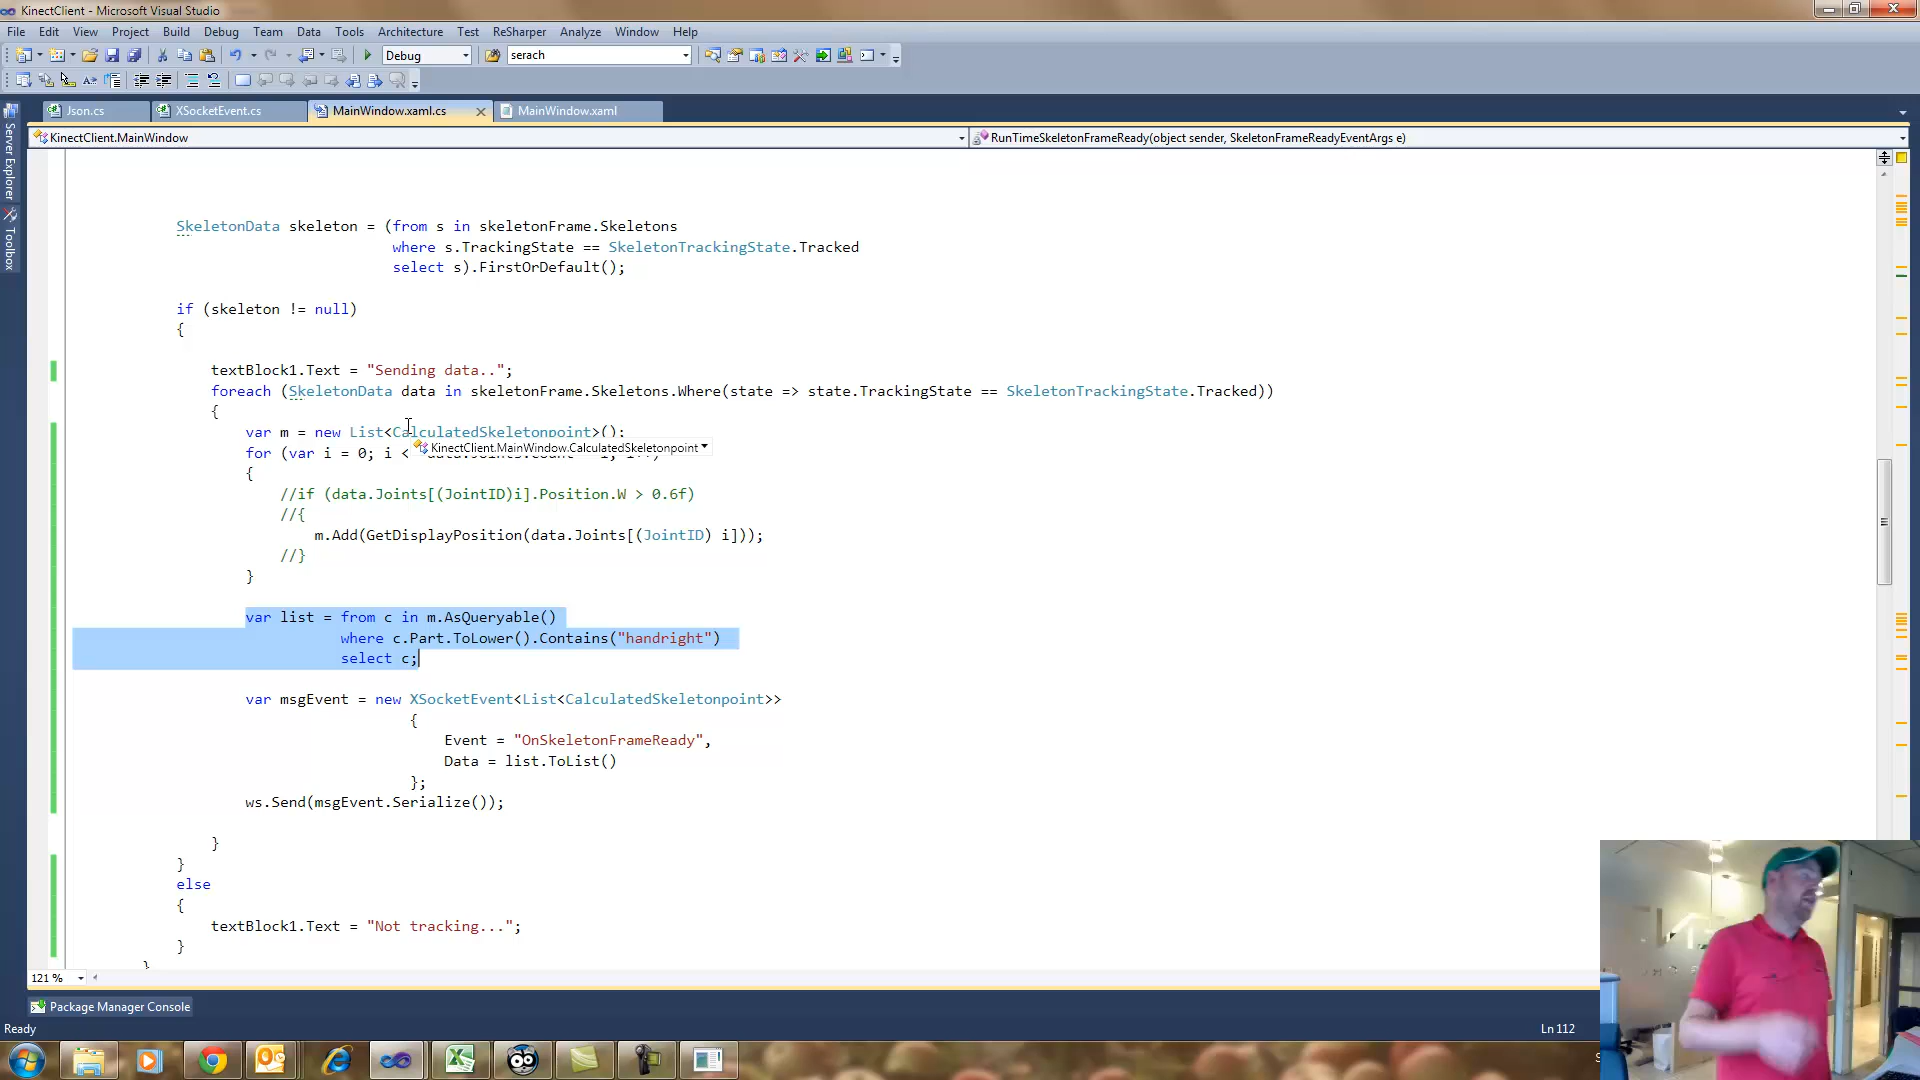 KinectClient - Microsoft Visual Studio
File Edit View Project Build Debug Team Data Tools Architecture Test ReSharper Analyze Window Help
Debug serach
Json.cs XSocketEvent.cs MainWindow.xaml.cs MainWindow.xaml
KinectClient.MainWindow RunTimeSkeletonFrameReady(object sender, SkeletonFrameReadyEventArgs e)
Server Explorer
Toolbox
SkeletonData skeleton = (from s in skeletonFrame.Skeletons
where s.TrackingState == SkeletonTrackingState.Tracked
select s).FirstOrDefault();
if (skeleton != null)
{
textBlock1.Text = "Sending data..";
foreach (SkeletonData data in skeletonFrame.Skeletons.Where(state => state.TrackingState == SkeletonTrackingState.Tracked))
{
var m = new List<CalculatedSkeletonpoint>();
KinectClient.MainWindow.CalculatedSkeletonpoint
for (var i = 0; i <
{
//if (data.Joints[(JointID)i].Position.W > 0.6f)
//{
m.Add(GetDisplayPosition(data.Joints[(JointID) i]));
//}
}
var list = from c in m.AsQueryable()
where c.Part.ToLower().Contains("handright")
select c;
var msgEvent = new XSocketEvent<List<CalculatedSkeletonpoint>>
{
Event = "OnSkeletonFrameReady",
Data = list.ToList()
};
ws.Send(msgEvent.Serialize());
}
}
else
{
textBlock1.Text = "Not tracking...";
}
}
121 %
Package Manager Console
Ready Ln 112